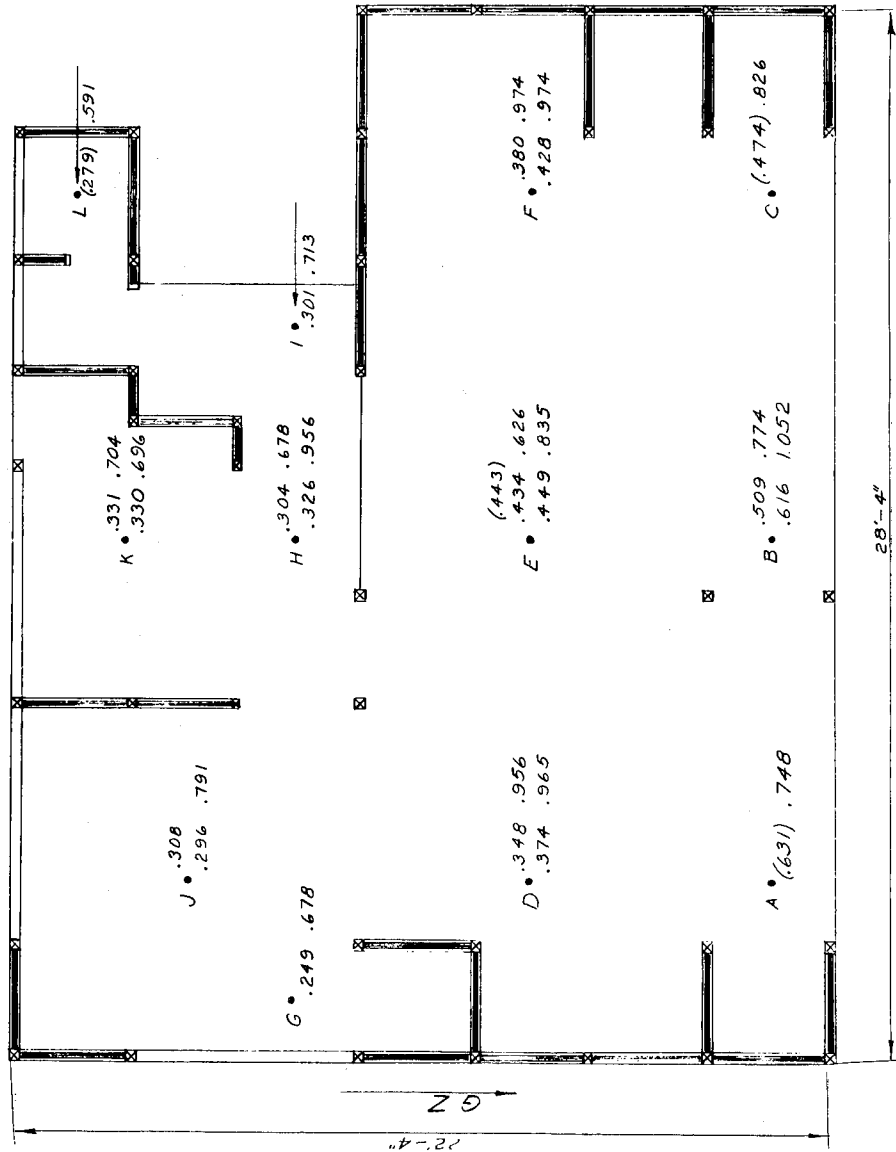 L (.279) .591
I .301 .713
K .331 .704
.330 .696
H .304 .678
.326 .956
J .308
.296 .791
G .249 .678
F .380 .974
.428 .974
(.443)
E .434 .626
.449 .835
D .348 .956
.374 .965
C (.474) .826
B .509 .774
.616 1.052
A (.631) .748
GZ
22'-4"
28'-4"